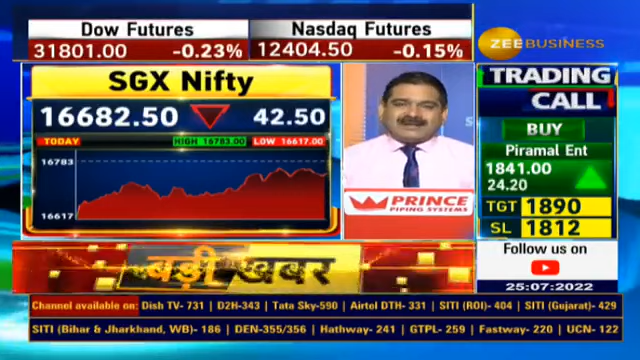 Dow Futures
31801.00 -0.23%
Nasdaq Futures
12404.50 -0.15%
ZEE BUSINESS
SGX Nifty
16682.50 42.50
TODAY HIGH 16783.00 LOW 16617.00
16783
16617
PRINCE
PIPING SYSTEMS
TRADING
CALL
BUY
Piramal Ent
1841.00
24.20
TGT 1890
SL 1812
बड़ी खबर
Follow us on
25:07:2022
Channel available on: Dish TV- 731 | D2H-343 | Tata Sky-590 | Airtel DTH- 331 | SITI (ROI)- 404 | SITI (Gujarat)- 429
SITI (Bihar & Jharkhand, WB)- 186 | DEN-355/356 | Hathway- 241 | GTPL- 259 | Fastway- 220 | UCN- 122